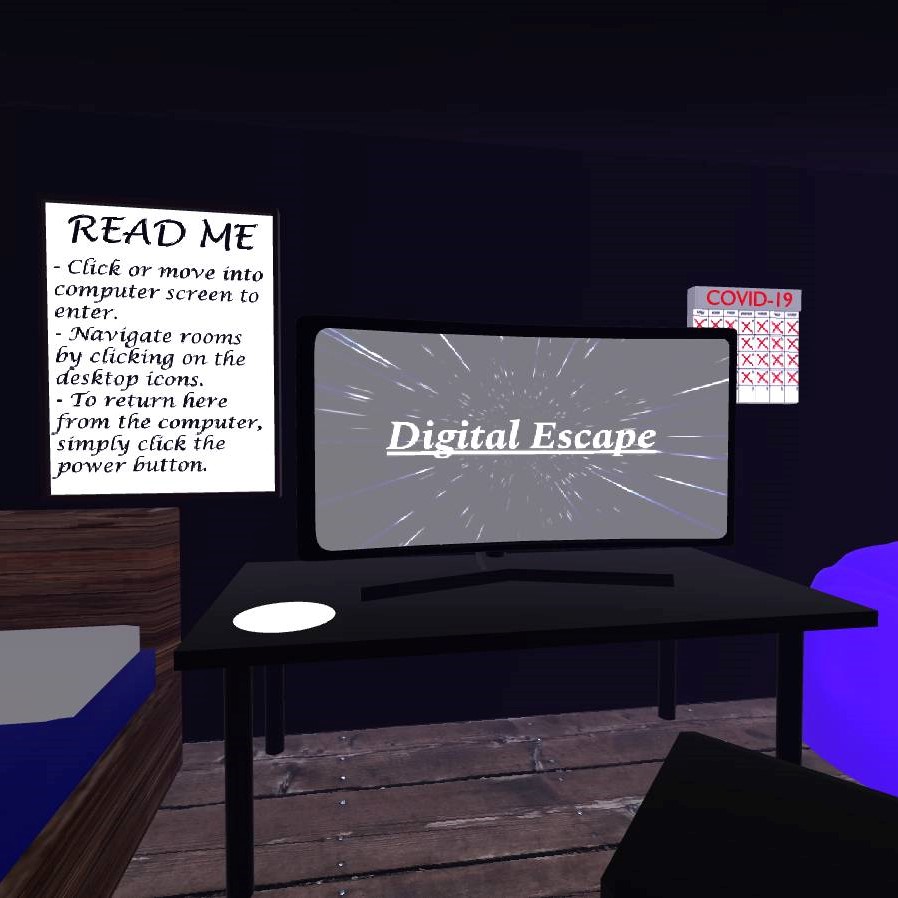 READ ME
- Click or move into
computer screen to
enter.
- Navigate rooms
by clicking on the
desktop icons.
- To return here
from the computer,
simply click the
power button.
Digital Escape
COVID-19